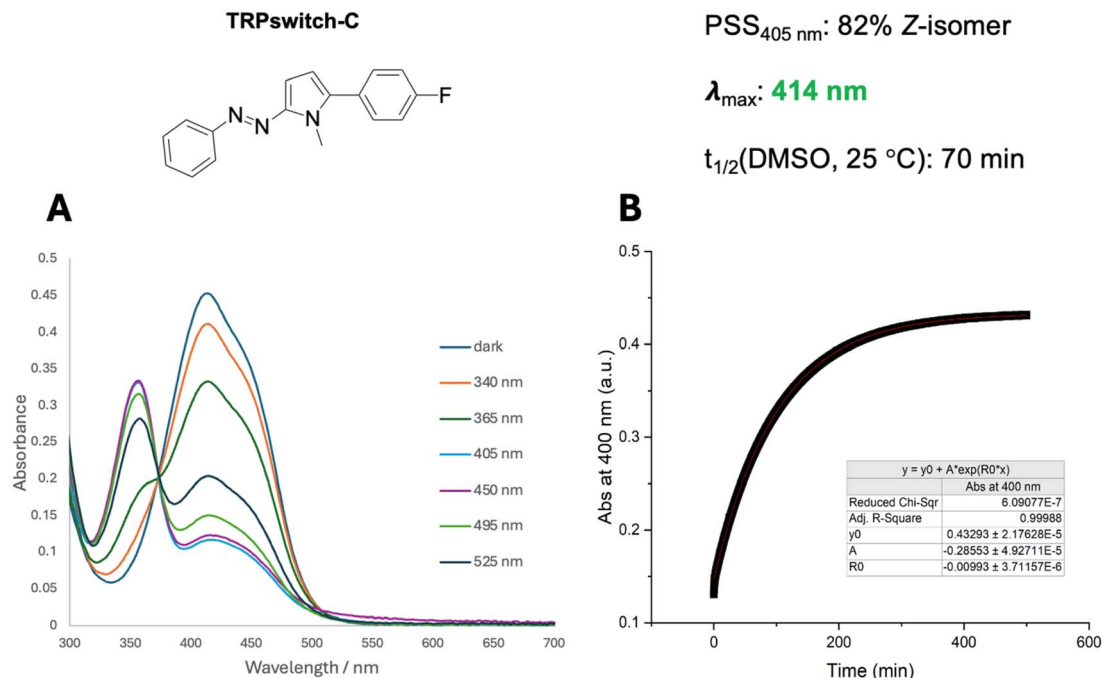 TRPswitch-C
N
N
N
F
PSS405 nm: 82% Z-isomer
λmax: 414 nm
t1/2(DMSO, 25 °C): 70 min
A
0.5
0.45
0.4
0.35
0.3
0.25
0.2
0.15
0.1
0.05
0
Absorbance
300 350 400 450 500 550 600 650 700
Wavelength / nm
dark
340 nm
365 nm
405 nm
450 nm
495 nm
525 nm
B
0.5
0.4
0.3
0.2
0.1
Abs at 400 nm (a.u.)
0 200 400 600
Time (min)
y = y0 + A*exp(R0*x)
Abs at 400 nm
Reduced Chi-Sqr 6.09077E-7
Adj. R-Square 0.99988
y0 0.43293 ± 2.17628E-5
A -0.28553 ± 4.92711E-5
R0 -0.00993 ± 3.71157E-6